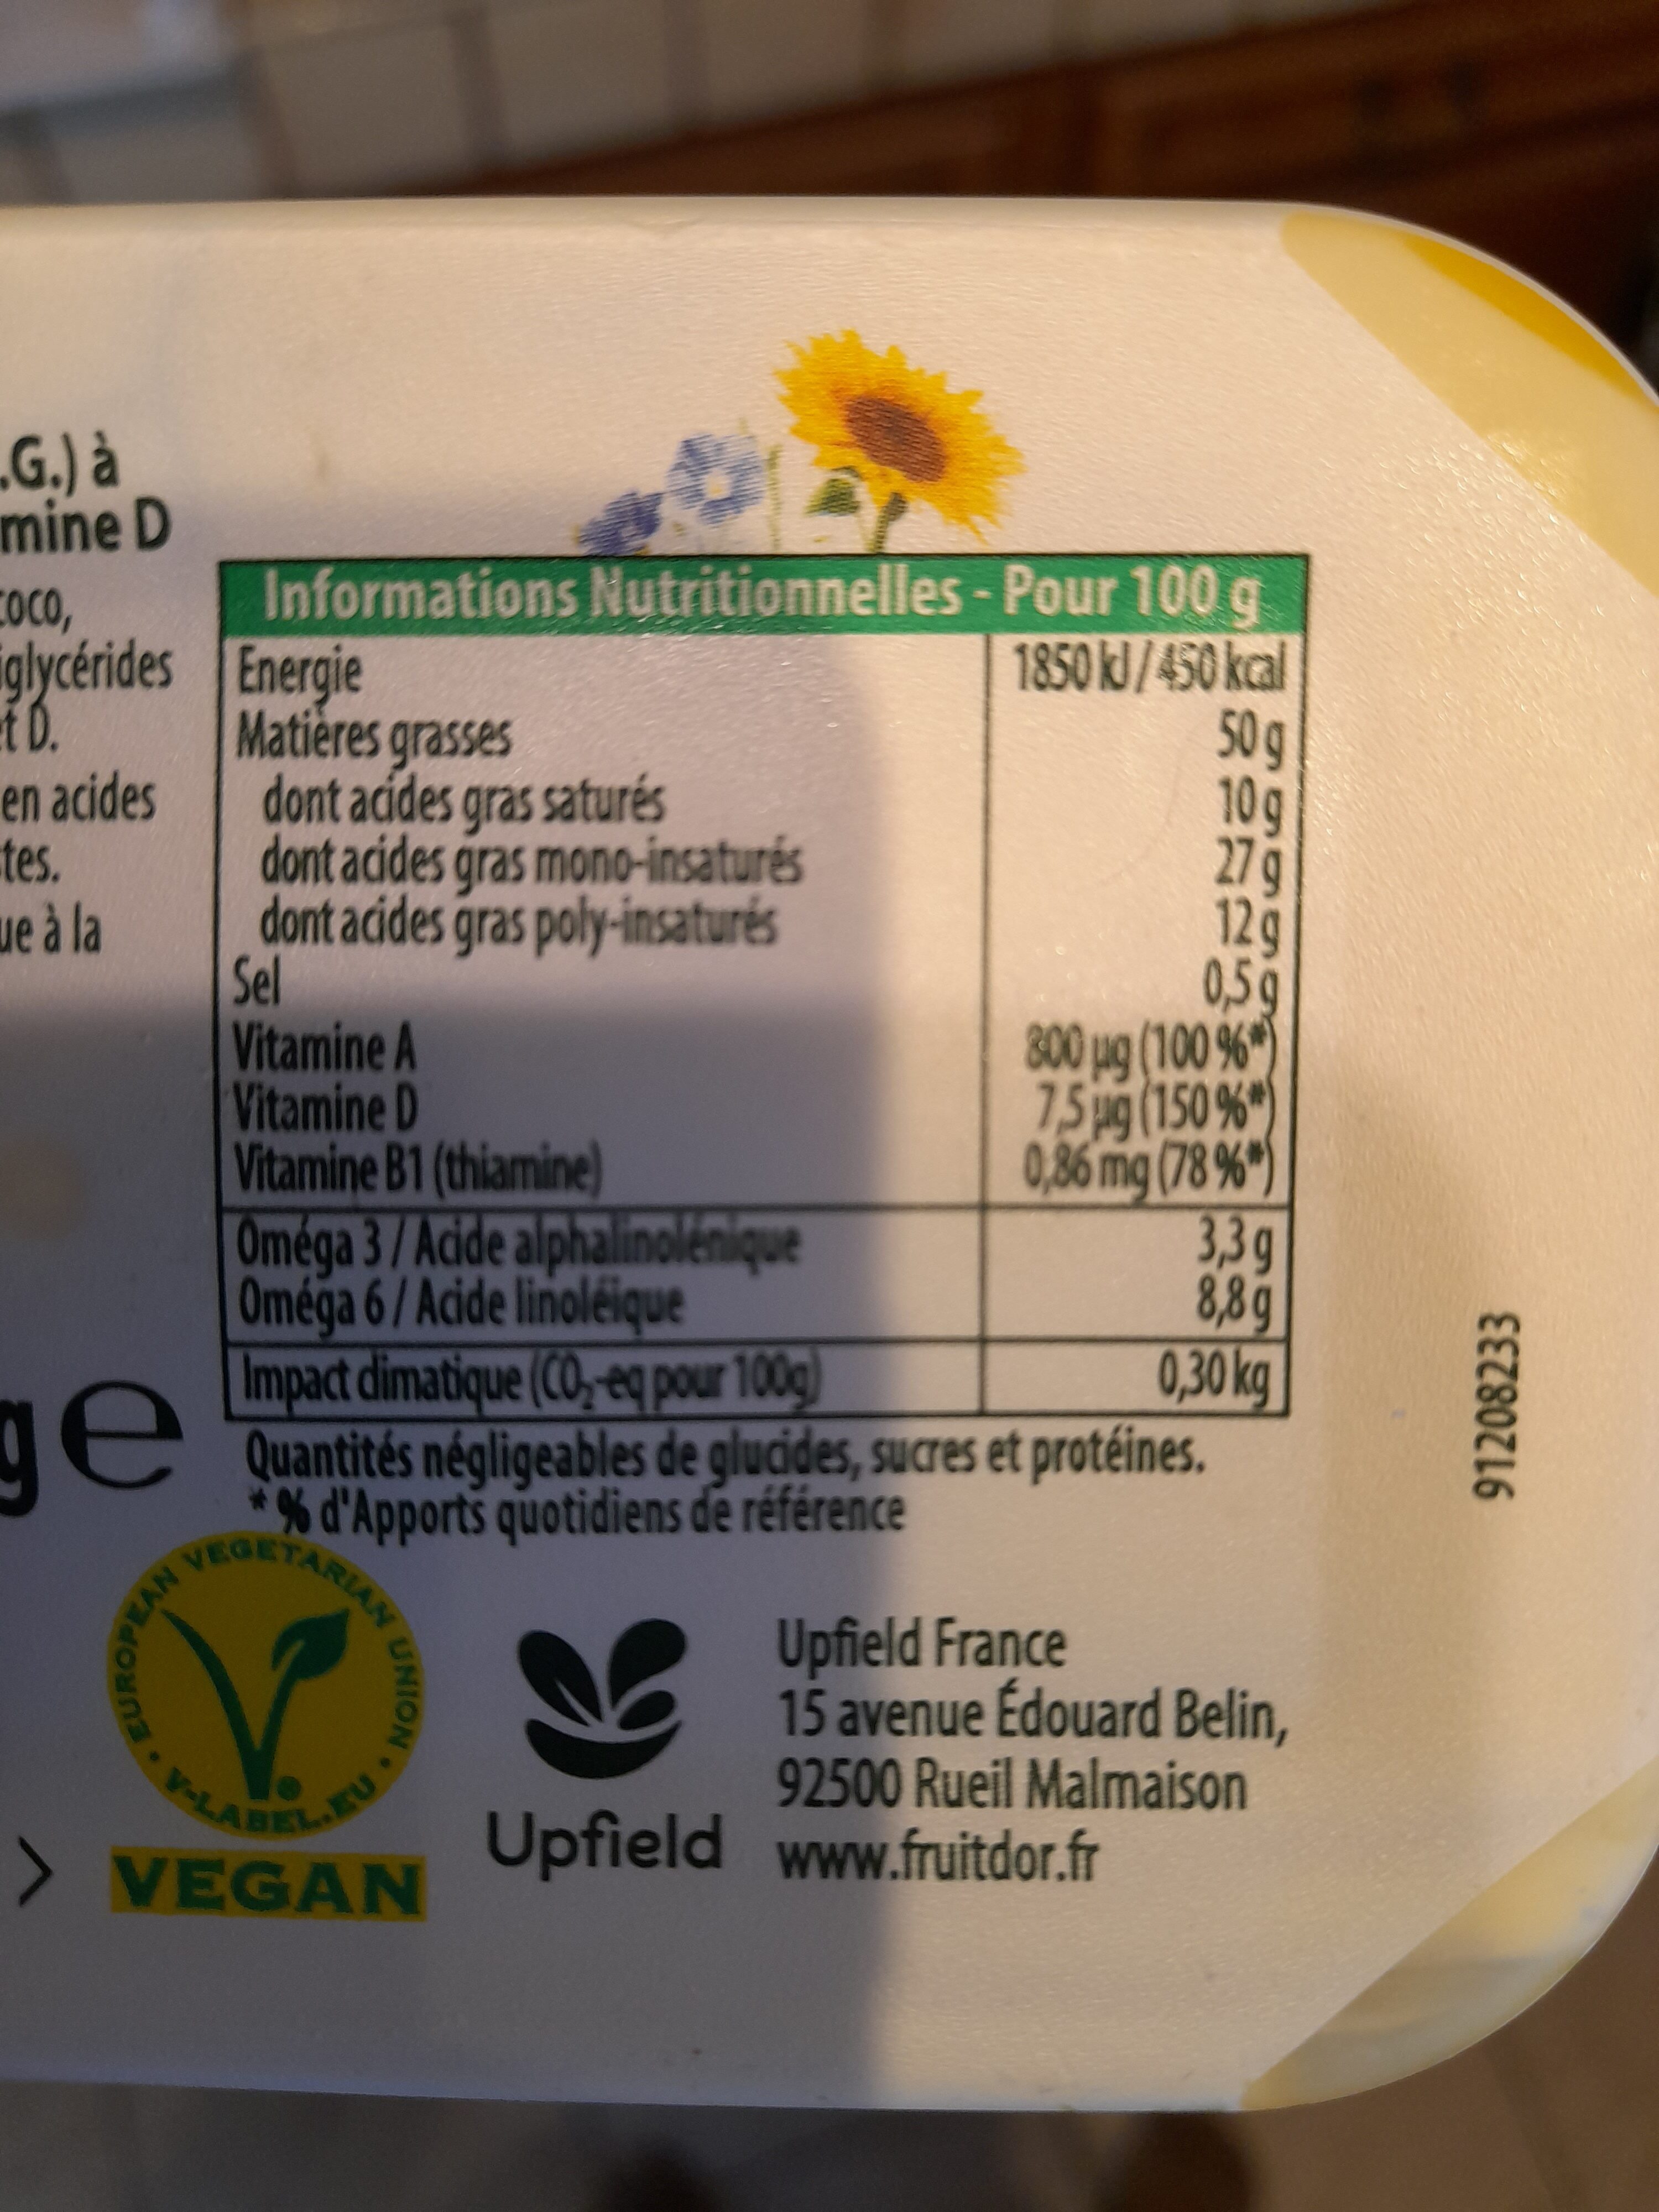 .G.) à
mine D
coco,
iglycérides
et D.
en acides
tes.
ue à la
ge
Informations Nutritionnelles - Pour 100 g
Energie 1850 kJ / 450 kcal
Matières grasses 50 g
dont acides gras saturés 10 g
dont acides gras mono-insaturés 27 g
dont acides gras poly-insaturés 12 g
Sel 0,5 g
Vitamine A 800 µg (100 %*)
Vitamine D 7,5 µg (150 %*)
Vitamine B1 (thiamine) 0,86 mg (78 %*)
Oméga 3 / Acide alphalinolénique 3,3 g
Oméga 6 / Acide linoléique 8,8 g
Impact climatique (CO₂-eq pour 100g) 0,30 kg
Quantités négligeables de glucides, sucres et protéines.
* % d'Apports quotidiens de référence
EUROPEAN VEGETARIAN UNION
V-LABEL.EU
VEGAN
>
Upfield
Upfield France
15 avenue Édouard Belin,
92500 Rueil Malmaison
www.fruitdor.fr
91208233